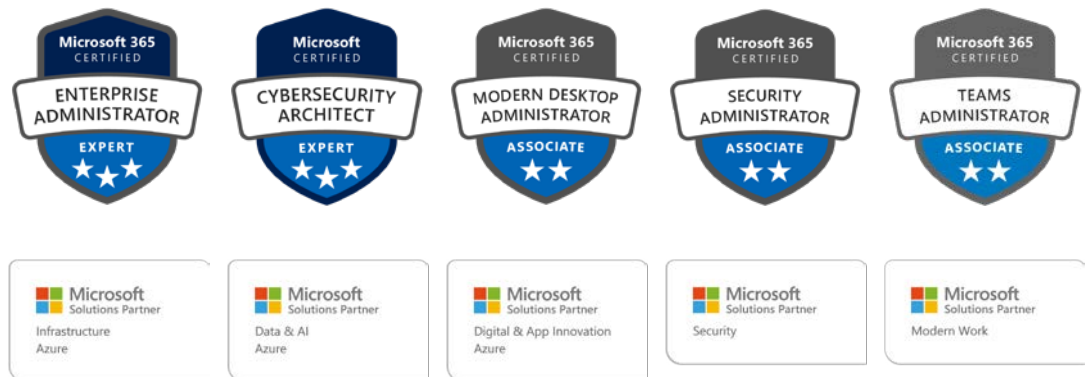 Microsoft 365
CERTIFIED
ENTERPRISE
ADMINISTRATOR
EXPERT
Microsoft
CERTIFIED
CYBERSECURITY
ARCHITECT
EXPERT
Microsoft 365
CERTIFIED
MODERN DESKTOP
ADMINISTRATOR
ASSOCIATE
Microsoft 365
CERTIFIED
SECURITY
ADMINISTRATOR
ASSOCIATE
Microsoft 365
CERTIFIED
TEAMS
ADMINISTRATOR
ASSOCIATE
Microsoft
Solutions Partner
Infrastructure
Azure
Microsoft
Solutions Partner
Data & AI
Azure
Microsoft
Solutions Partner
Digital & App Innovation
Azure
Microsoft
Solutions Partner
Security
Microsoft
Solutions Partner
Modern Work